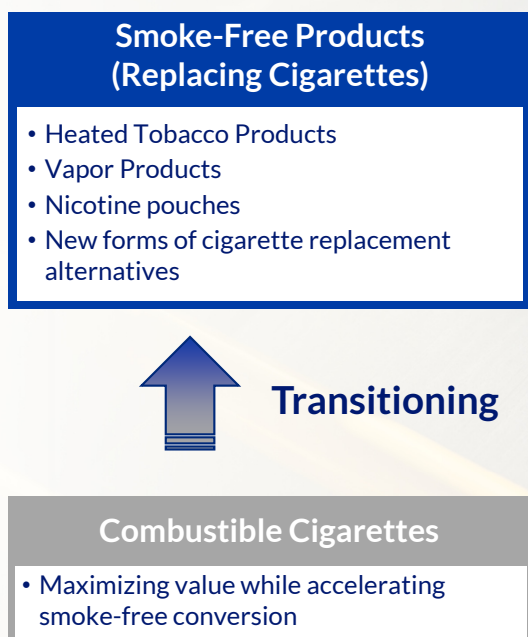 Smoke-Free Products
(Replacing Cigarettes)
• Heated Tobacco Products
• Vapor Products
• Nicotine pouches
• New forms of cigarette replacement
alternatives
Transitioning
Combustible Cigarettes
• Maximizing value while accelerating
smoke-free conversion